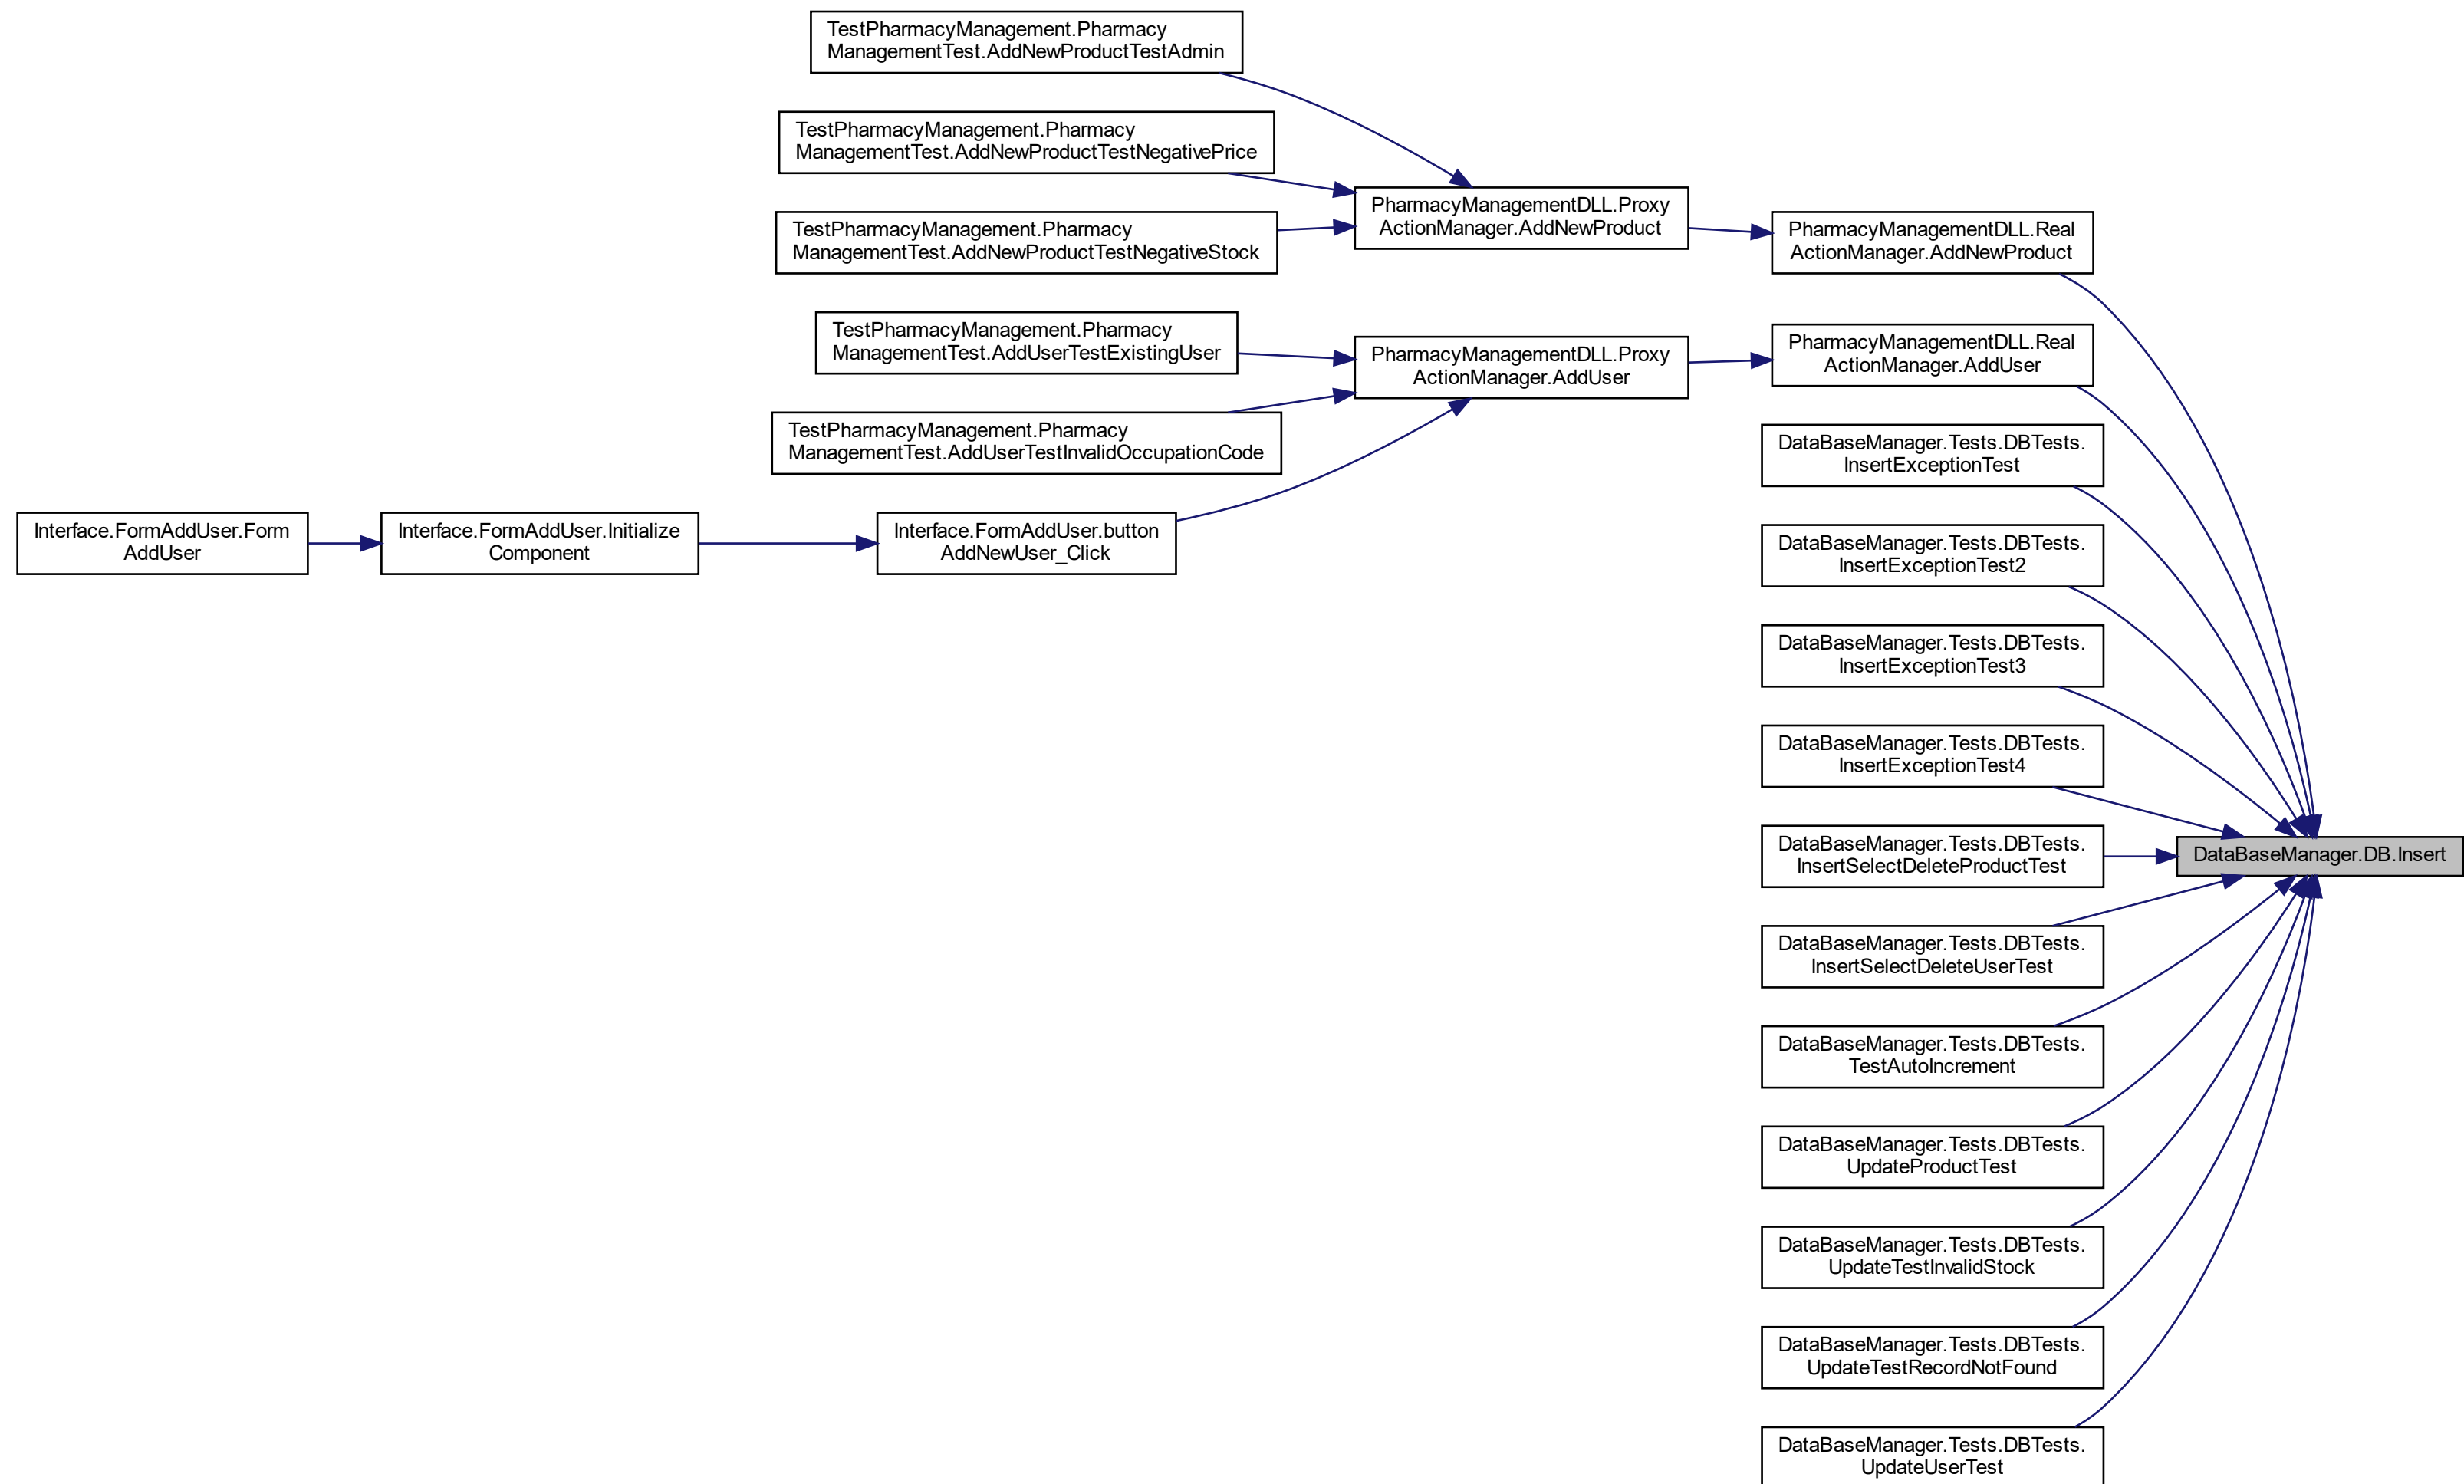 TestPharmacyManagement.Pharmacy
ManagementTest.AddNewProductTestAdmin
TestPharmacyManagement.Pharmacy
ManagementTest.AddNewProductTestNegativePrice
TestPharmacyManagement.Pharmacy
ManagementTest.AddNewProductTestNegativeStock
PharmacyManagementDLL.Proxy
ActionManager.AddNewProduct
PharmacyManagementDLL.Real
ActionManager.AddNewProduct
TestPharmacyManagement.Pharmacy
ManagementTest.AddUserTestExistingUser
TestPharmacyManagement.Pharmacy
ManagementTest.AddUserTestInvalidOccupationCode
PharmacyManagementDLL.Proxy
ActionManager.AddUser
PharmacyManagementDLL.Real
ActionManager.AddUser
Interface.FormAddUser.Form
AddUser
Interface.FormAddUser.Initialize
Component
Interface.FormAddUser.button
AddNewUser_Click
DataBaseManager.Tests.DBTests.
InsertExceptionTest
DataBaseManager.Tests.DBTests.
InsertExceptionTest2
DataBaseManager.Tests.DBTests.
InsertExceptionTest3
DataBaseManager.Tests.DBTests.
InsertExceptionTest4
DataBaseManager.Tests.DBTests.
InsertSelectDeleteProductTest
DataBaseManager.DB.Insert
DataBaseManager.Tests.DBTests.
InsertSelectDeleteUserTest
DataBaseManager.Tests.DBTests.
TestAutoIncrement
DataBaseManager.Tests.DBTests.
UpdateProductTest
DataBaseManager.Tests.DBTests.
UpdateTestInvalidStock
DataBaseManager.Tests.DBTests.
UpdateTestRecordNotFound
DataBaseManager.Tests.DBTests.
UpdateUserTest